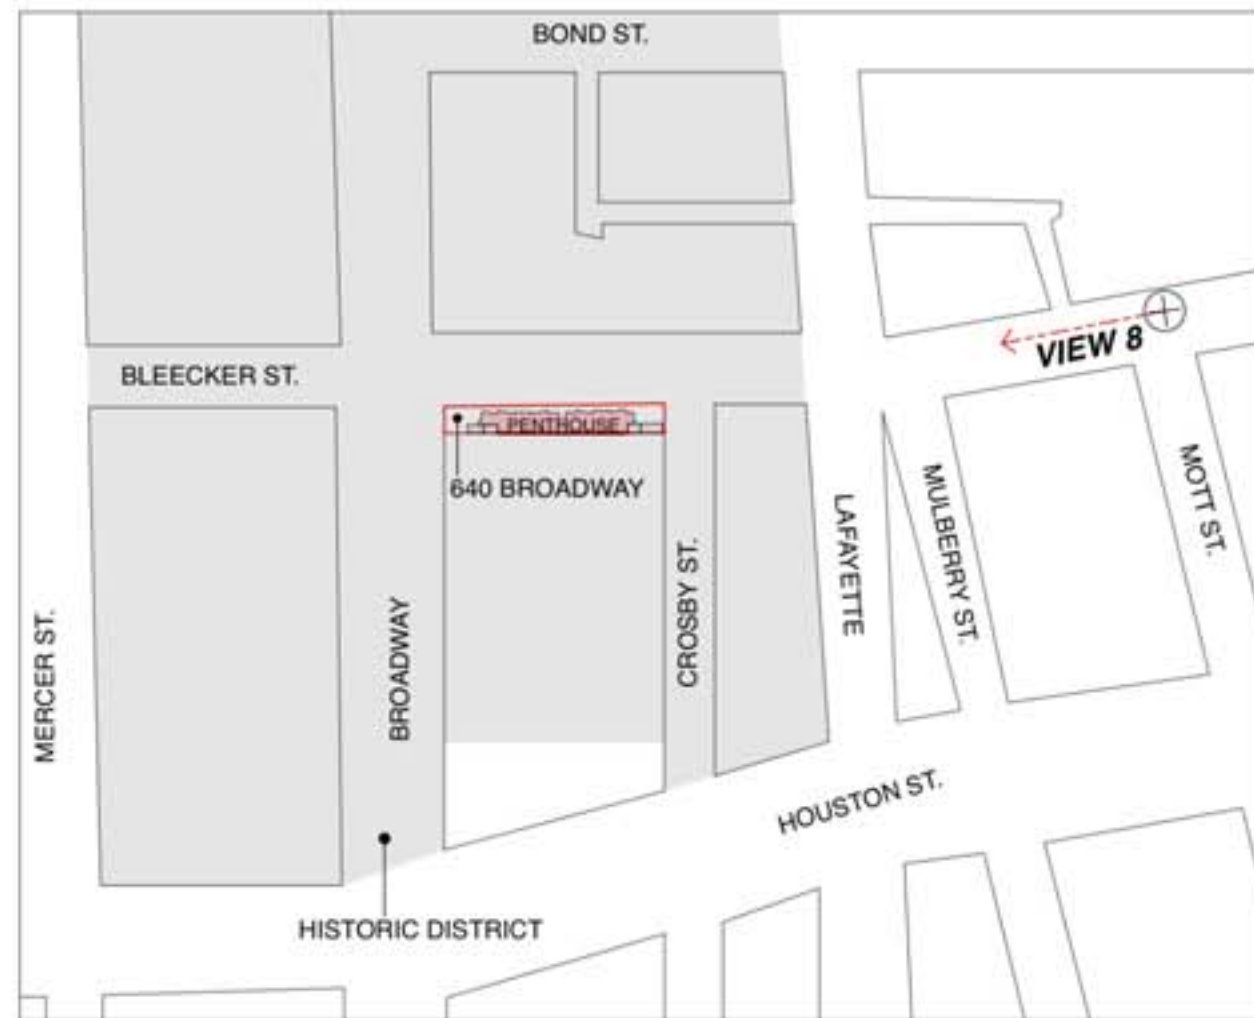 BOND ST.
VIEW 8
BLEECKER ST.
PENTHOUSE
640 BROADWAY
MERCER ST.
BROADWAY
CROSBY ST.
LAFAYETTE
MULBERRY ST.
MOTT ST.
HOUSTON ST.
HISTORIC DISTRICT